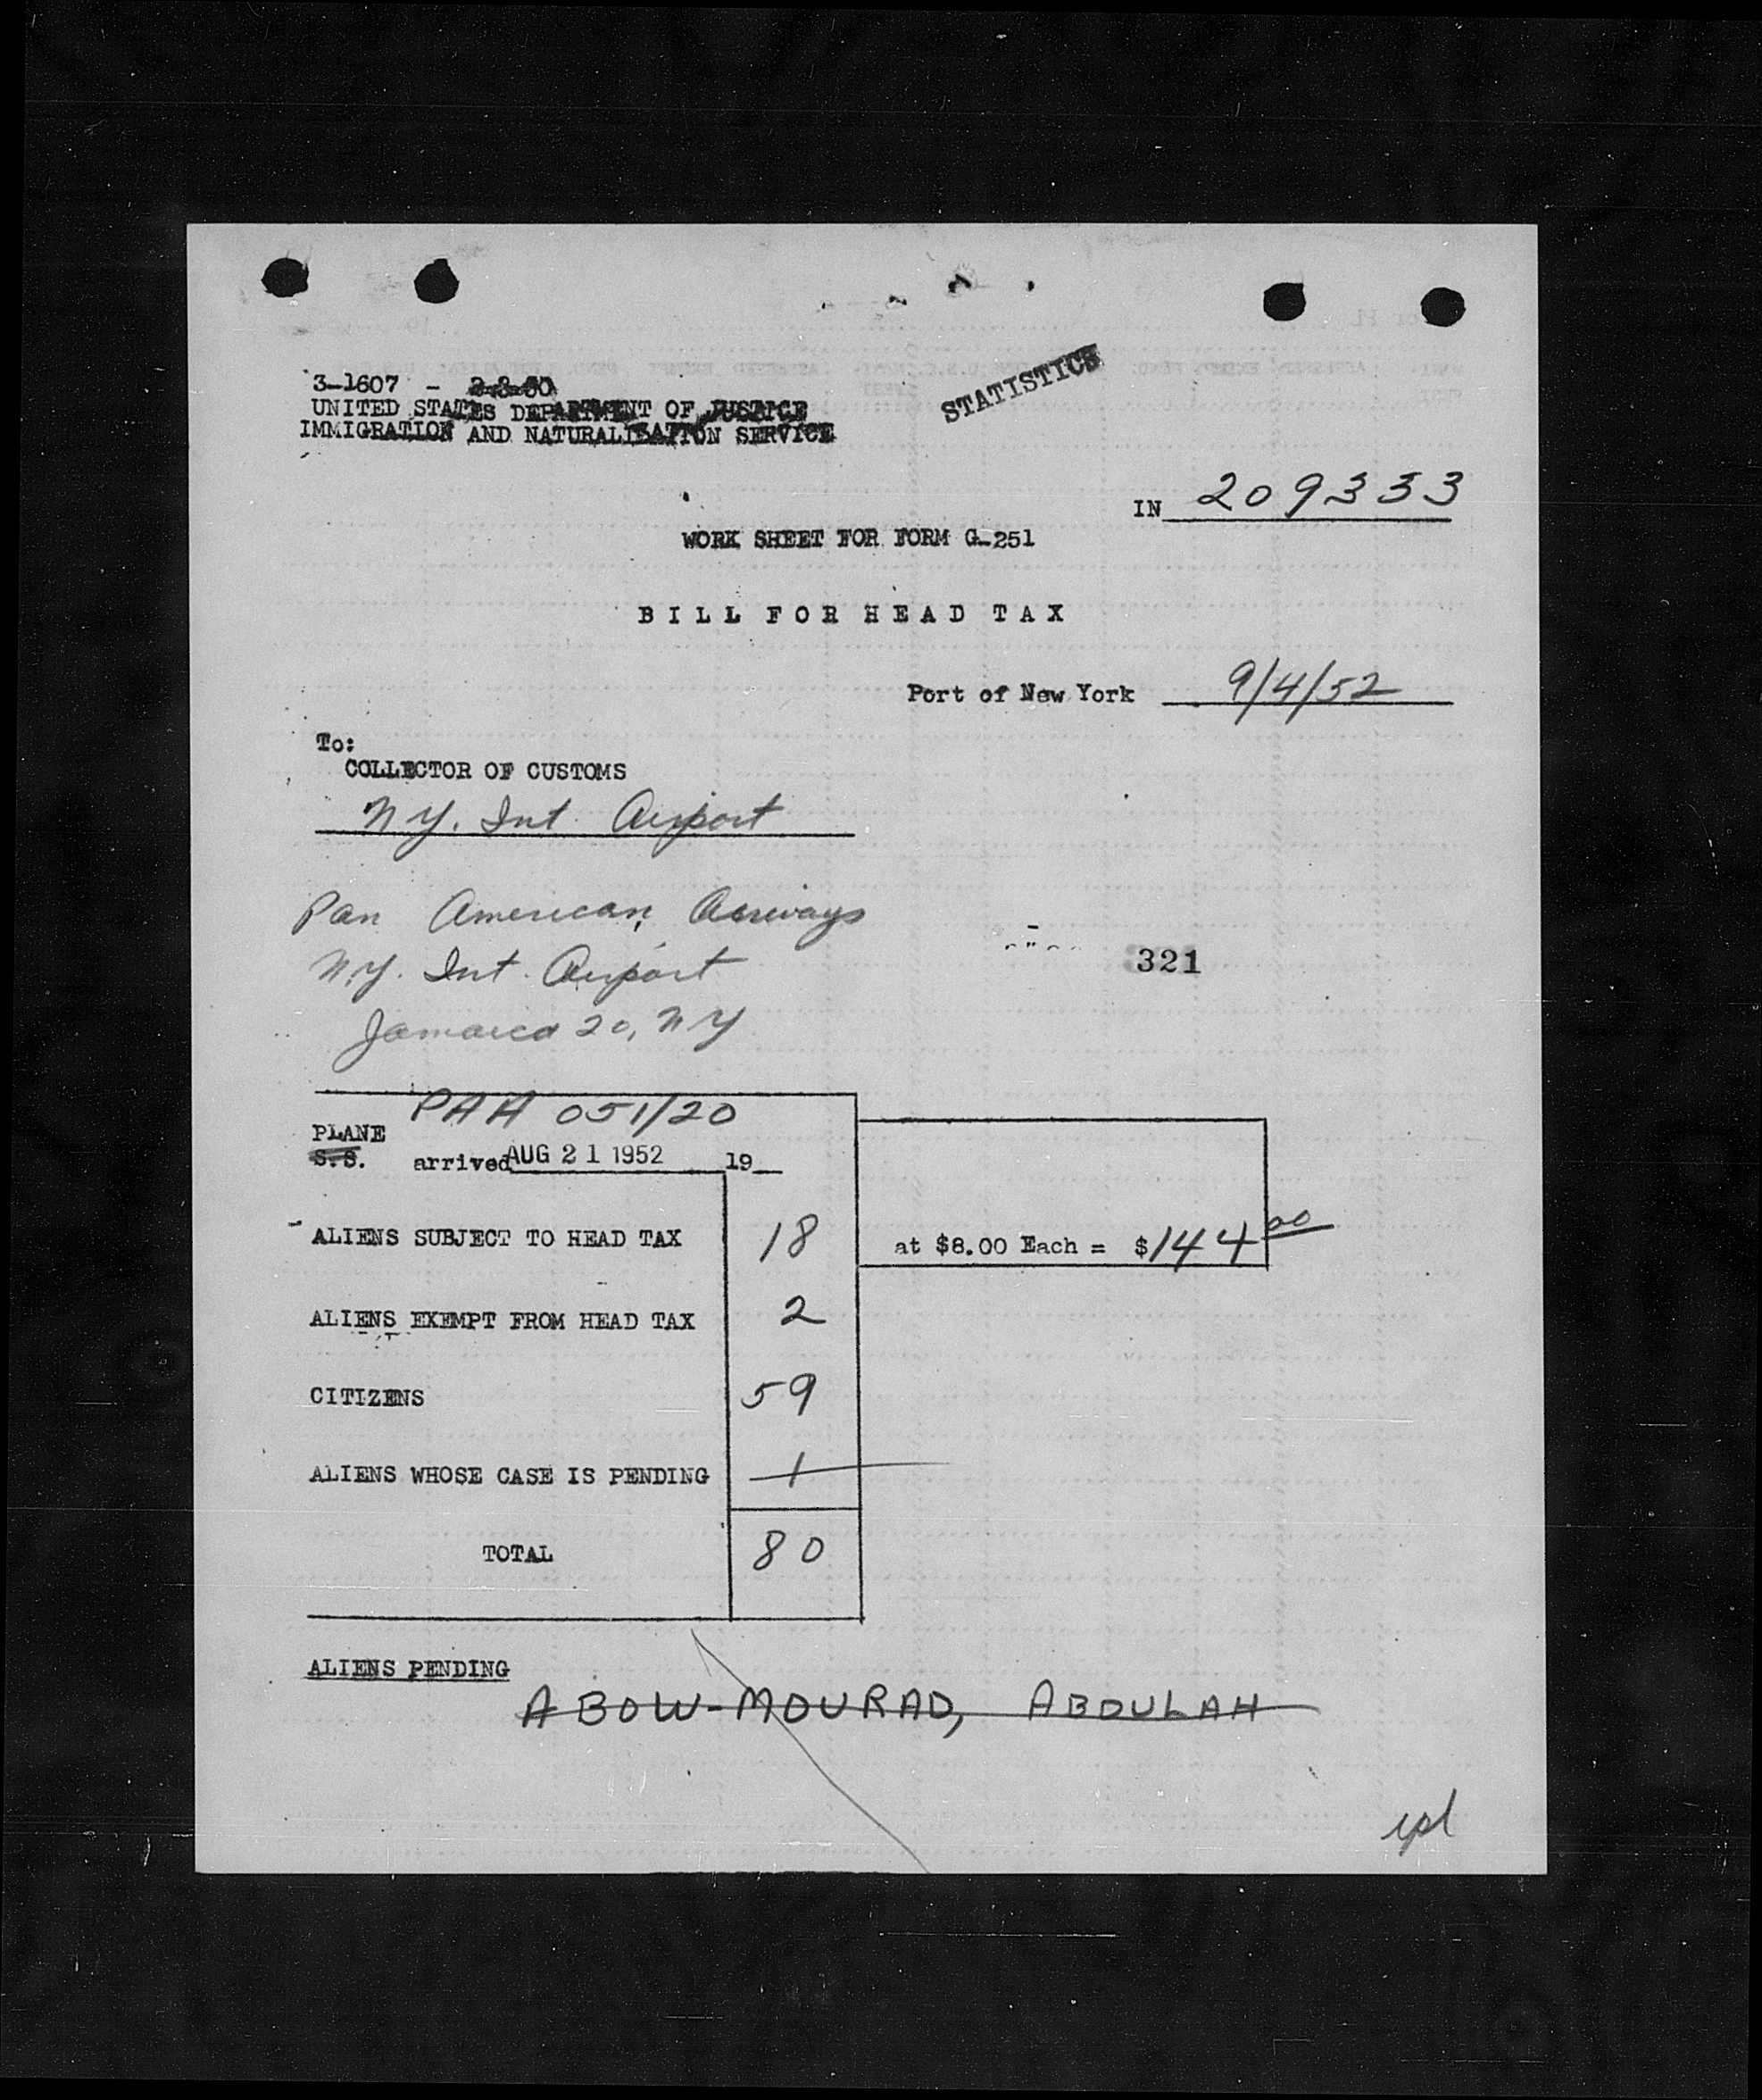 3-1607 - 2-8-50
UNITED STATES DEPARTMENT OF JUSTICE
IMMIGRATION AND NATURALIZATION SERVICE
STATISTICS
IN 209333
WORK SHEET FOR FORM G-251
BILL FOR HEAD TAX
Port of New York 9/4/52
To:
COLLECTOR OF CUSTOMS
N.Y. Int. Airport
Pan American Airways
N.Y. Int. Airport
Jamaica 20, NY
321
PAA 051/20
PLANE
S.S. arrived AUG 21 1952 19
ALIENS SUBJECT TO HEAD TAX 18 at $8.00 Each = $144 00
ALIENS EXEMPT FROM HEAD TAX 2
CITIZENS 59
ALIENS WHOSE CASE IS PENDING 1
TOTAL 80
ALIENS PENDING
ABOW-MOURAD, ABDULAH